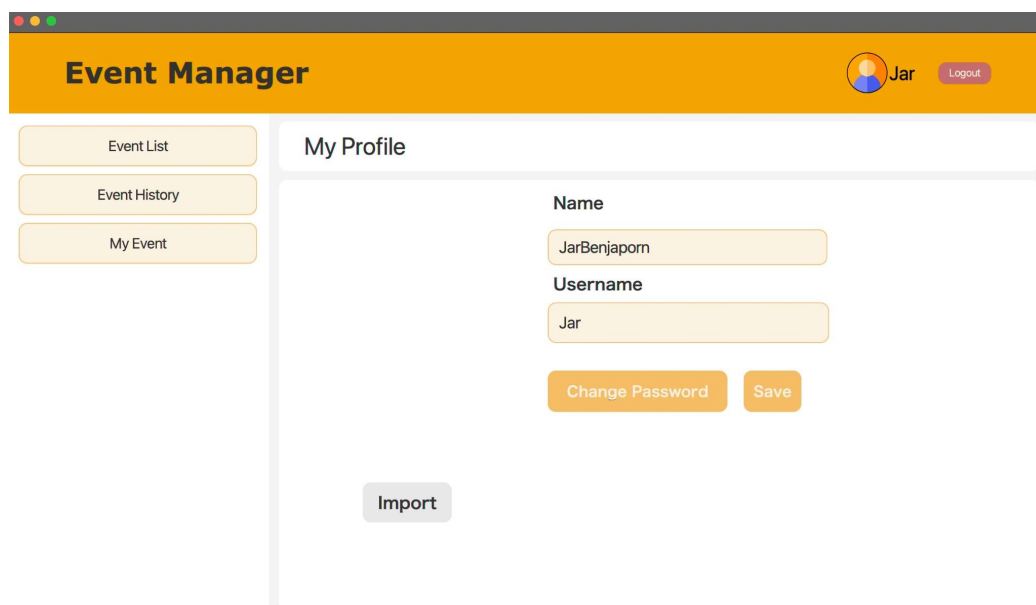 Event Manager
Jar
Logout
Event List
Event History
My Event
My Profile
Name
JarBenjaporn
Username
Jar
Change Password
Save
Import